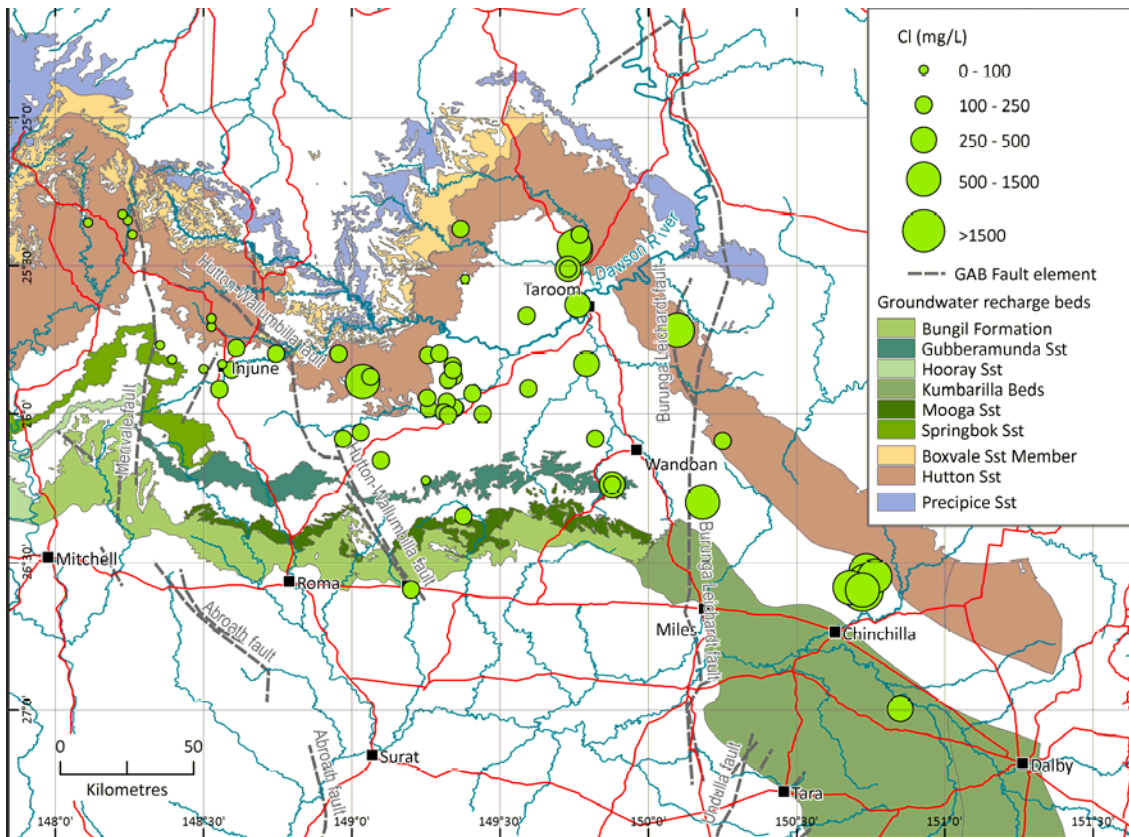 Cl (mg/L)
0 - 100
100 - 250
250 - 500
500 - 1500
>1500
GAB Fault element
Groundwater recharge beds
Bungil Formation
Gubberamunda Sst
Hooray Sst
Kumbarilla Beds
Mooga Sst
Springbok Sst
Boxvale Sst Member
Hutton Sst
Precipice Sst
25°0'
25°30'
26°0'
26°30'
27°0'
Hutton-Wallumbilla fault
Dawson River
Taroom
Burunga Leichardt fault
Injune
Merivale fault
Hutton-Wallumbilla fault
Wandoan
Mitchell
Roma
Burunga Leichardt fault
Miles
Chinchilla
Abroath fault
0
50
Kilometres
Abroath fault
Surat
Undulla fault
Tara
Dalby
148°0'
148°30'
149°0'
149°30'
150°0'
150°30'
151°0'
151°30'